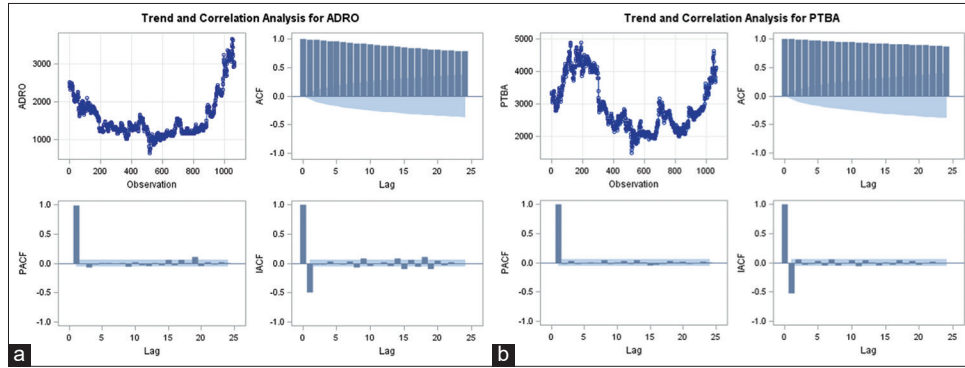 Trend and Correlation Analysis for ADRO
3000
2000
1000
ADRO
0 200 400 600 800 1000
Observation
1.0
0.5
0.0
-0.5
-1.0
ACF
0 5 10 15 20 25
Lag
1.0
0.5
0.0
-0.5
-1.0
PACF
0 5 10 15 20 25
Lag
1.0
0.5
0.0
-0.5
-1.0
IACF
0 5 10 15 20 25
Lag
a
Trend and Correlation Analysis for PTBA
5000
4000
3000
2000
PTBA
0 200 400 600 800 1000
Observation
1.0
0.5
0.0
-0.5
-1.0
ACF
0 5 10 15 20 25
Lag
1.0
0.5
0.0
-0.5
-1.0
PACF
0 5 10 15 20 25
Lag
1.0
0.5
0.0
-0.5
-1.0
IACF
0 5 10 15 20 25
Lag
b